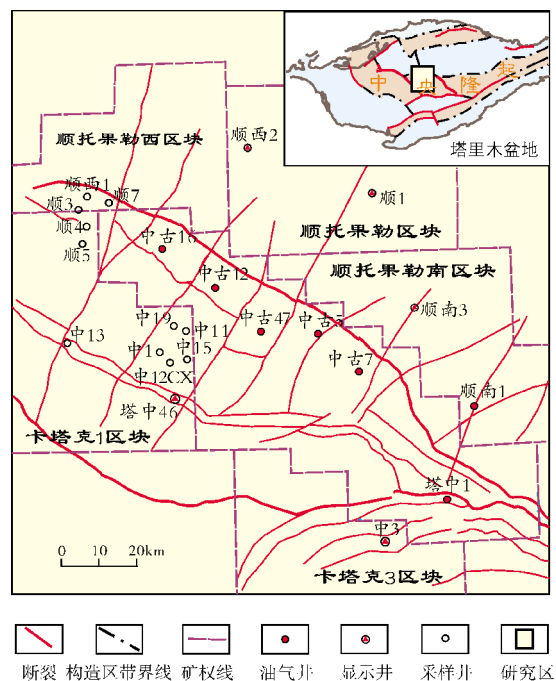 中央隆起
塔里木盆地
顺托果勒西区块
顺西2
顺西1
顺7
顺3
顺1
顺4
顺5
中古16
顺托果勒区块
顺托果勒南区块
中古12
顺南3
中19
中11
中古47
中古5
中13
中1
中15
中12CX
中古7
塔中46
顺南1
卡塔克1区块
塔中1
中3
0 10 20km
卡塔克3区块
断裂 构造区带界线 矿权线 油气井 显示井 采样井 研究区